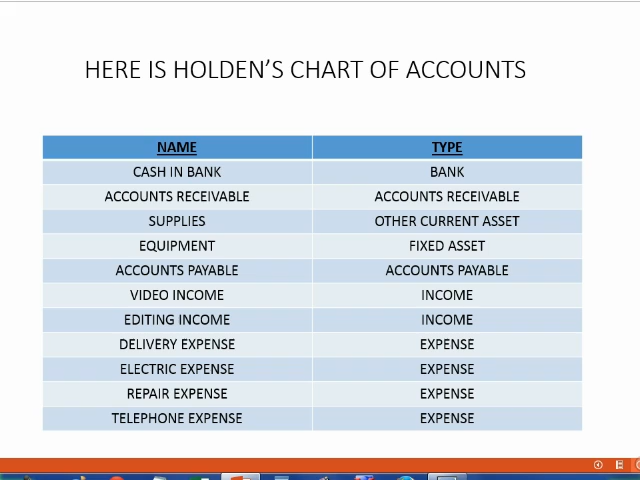 HERE IS HOLDEN'S CHART OF ACCOUNTS
NAME TYPE
CASH IN BANK BANK
ACCOUNTS RECEIVABLE ACCOUNTS RECEIVABLE
SUPPLIES OTHER CURRENT ASSET
EQUIPMENT FIXED ASSET
ACCOUNTS PAYABLE ACCOUNTS PAYABLE
VIDEO INCOME INCOME
EDITING INCOME INCOME
DELIVERY EXPENSE EXPENSE
ELECTRIC EXPENSE EXPENSE
REPAIR EXPENSE EXPENSE
TELEPHONE EXPENSE EXPENSE